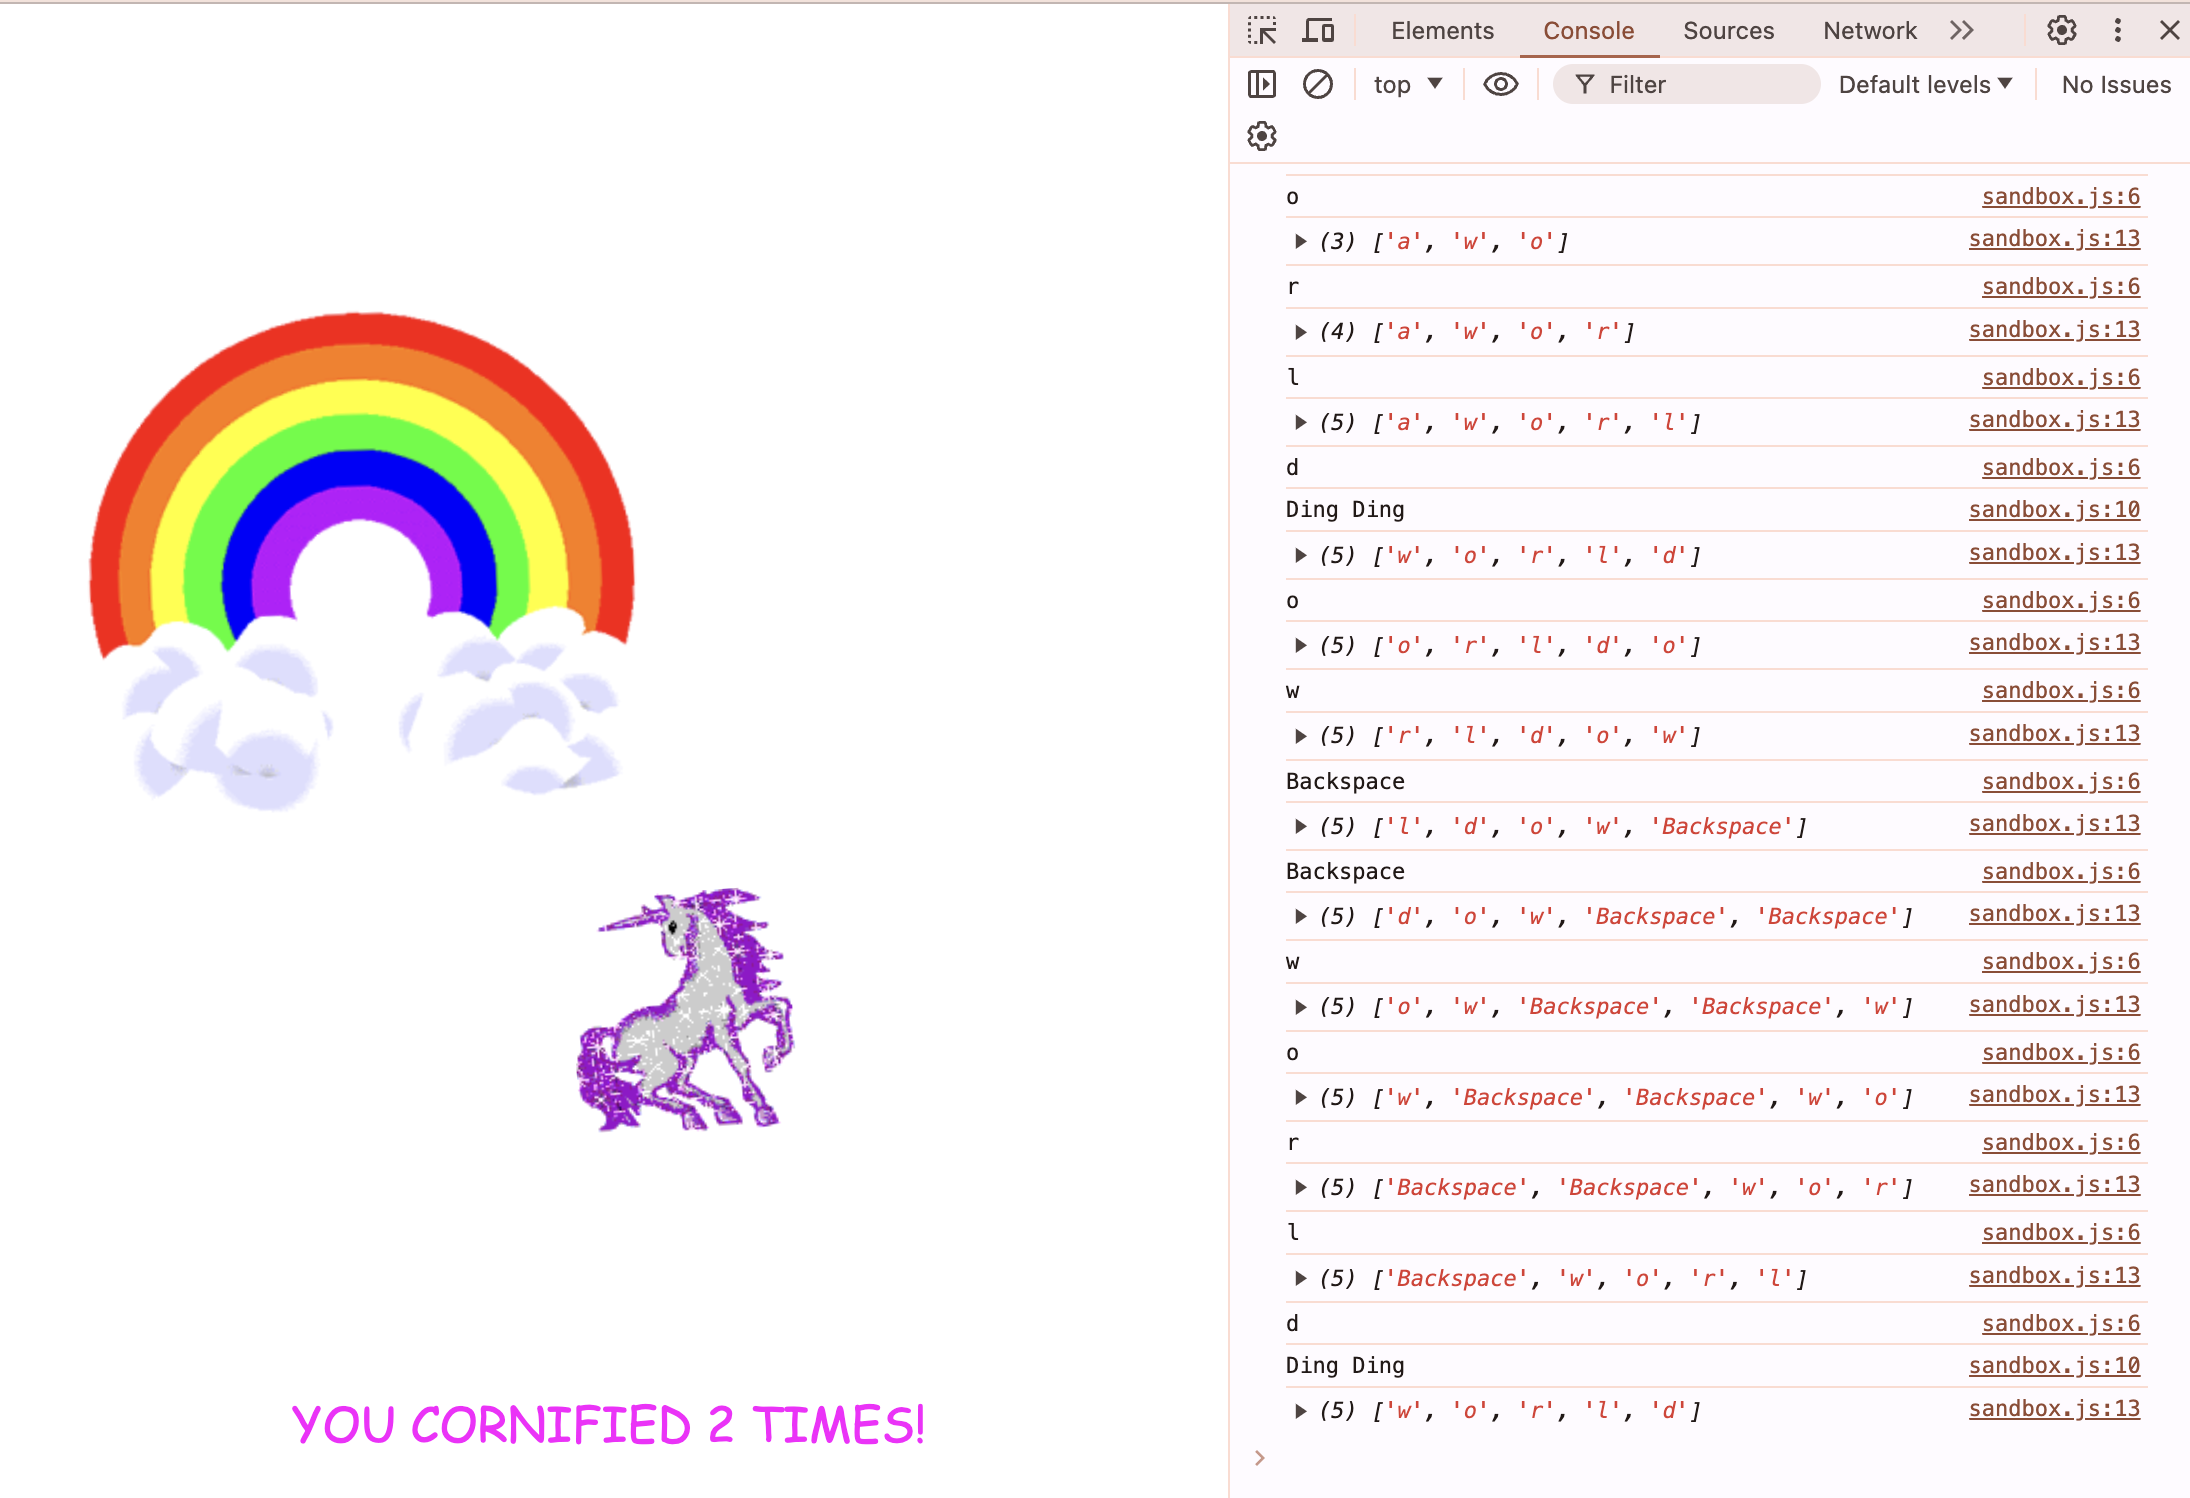 YOU CORNIFIED 2 TIMES!
Elements Console Sources Network
top Filter Default levels No Issues
o sandbox.js:6
(3) ['a', 'w', 'o'] sandbox.js:13
r sandbox.js:6
(4) ['a', 'w', 'o', 'r'] sandbox.js:13
l sandbox.js:6
(5) ['a', 'w', 'o', 'r', 'l'] sandbox.js:13
d sandbox.js:6
Ding Ding sandbox.js:10
(5) ['w', 'o', 'r', 'l', 'd'] sandbox.js:13
o sandbox.js:6
(5) ['o', 'r', 'l', 'd', 'o'] sandbox.js:13
w sandbox.js:6
(5) ['r', 'l', 'd', 'o', 'w'] sandbox.js:13
Backspace sandbox.js:6
(5) ['l', 'd', 'o', 'w', 'Backspace'] sandbox.js:13
Backspace sandbox.js:6
(5) ['d', 'o', 'w', 'Backspace', 'Backspace'] sandbox.js:13
w sandbox.js:6
(5) ['o', 'w', 'Backspace', 'Backspace', 'w'] sandbox.js:13
o sandbox.js:6
(5) ['w', 'Backspace', 'Backspace', 'w', 'o'] sandbox.js:13
r sandbox.js:6
(5) ['Backspace', 'Backspace', 'w', 'o', 'r'] sandbox.js:13
l sandbox.js:6
(5) ['Backspace', 'w', 'o', 'r', 'l'] sandbox.js:13
d sandbox.js:6
Ding Ding sandbox.js:10
(5) ['w', 'o', 'r', 'l', 'd'] sandbox.js:13